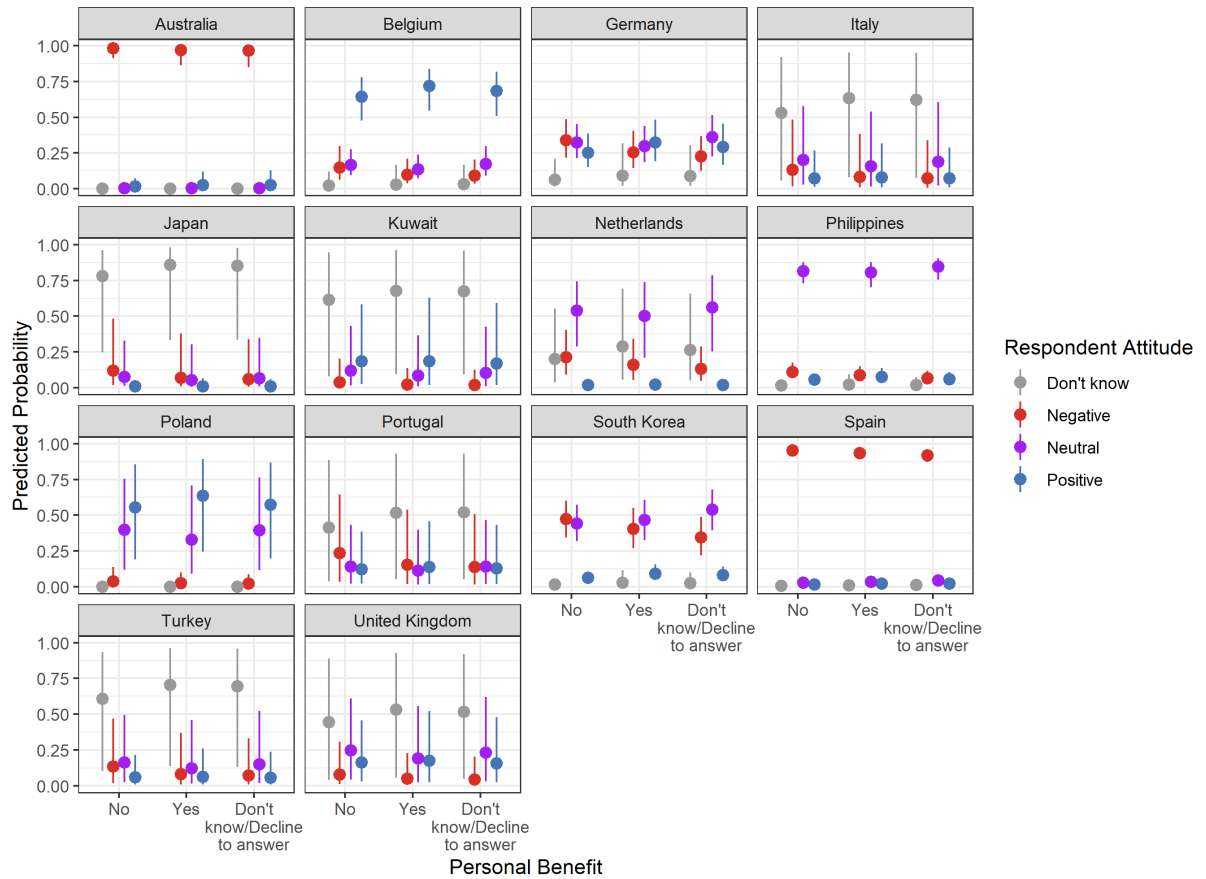 Australia
Belgium
Germany
Italy
1.00
0.75
0.50
0.25
0.00
Japan
Kuwait
Netherlands
Philippines
1.00
0.75
0.50
0.25
0.00
Poland
Portugal
South Korea
Spain
1.00
0.75
0.50
0.25
0.00
No
Yes
Don't
know/Decline
to answer
No
Yes
Don't
know/Decline
to answer
Turkey
United Kingdom
1.00
0.75
0.50
0.25
0.00
No
Yes
Don't
know/Decline
to answer
No
Yes
Don't
know/Decline
to answer
Predicted Probability
Personal Benefit
Respondent Attitude
Don't know
Negative
Neutral
Positive